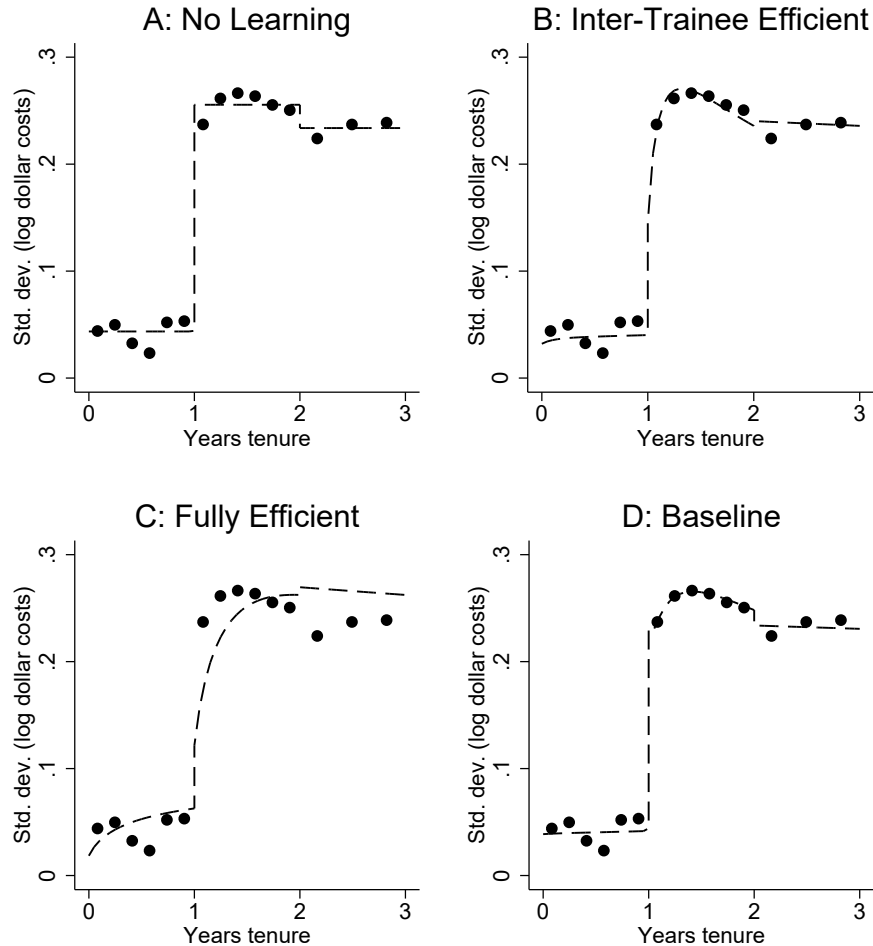 A: No Learning
Std. dev. (log dollar costs)
.3
.2
.1
0
0 1 2 3
Years tenure
B: Inter-Trainee Efficient
Std. dev. (log dollar costs)
.3
.2
.1
0
0 1 2 3
Years tenure
C: Fully Efficient
Std. dev. (log dollar costs)
.3
.2
.1
0
0 1 2 3
Years tenure
D: Baseline
Std. dev. (log dollar costs)
.3
.2
.1
0
0 1 2 3
Years tenure